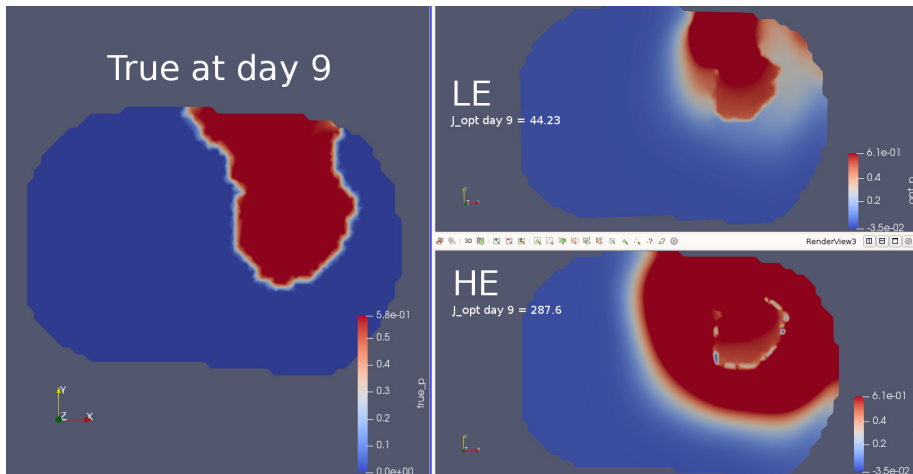 True at day 9
5.8e-01
0.5
0.4
0.3
0.2
0.1
0.0e+00
true_p
Y
Z X
LE
J_opt day 9 = 44.23
6.1e-01
0.4
0.2
-3.5e-02
opt_p
3D
RenderView3
HE
J_opt day 9 = 287.6
6.1e-01
0.4
0.2
-3.5e-02